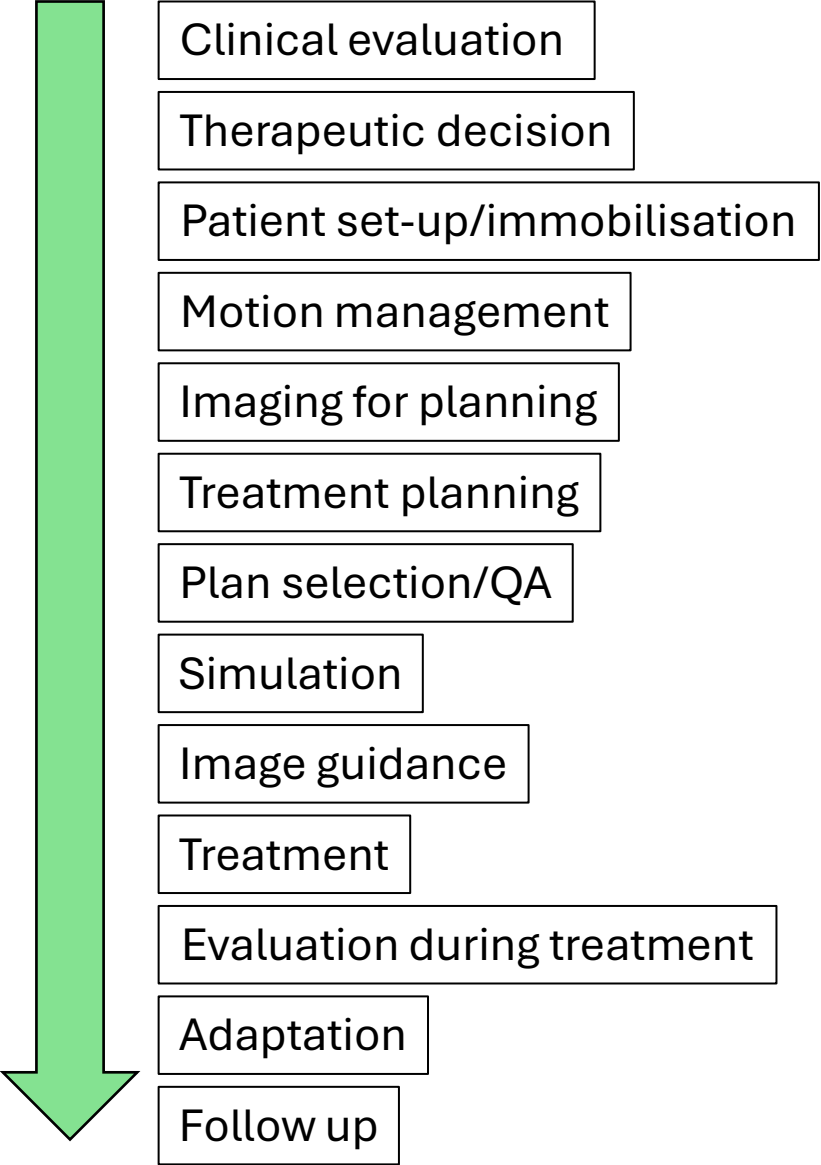 Clinical evaluation
Therapeutic decision
Patient set-up/immobilisation
Motion management
Imaging for planning
Treatment planning
Plan selection/QA
Simulation
Image guidance
Treatment
Evaluation during treatment
Adaptation
Follow up